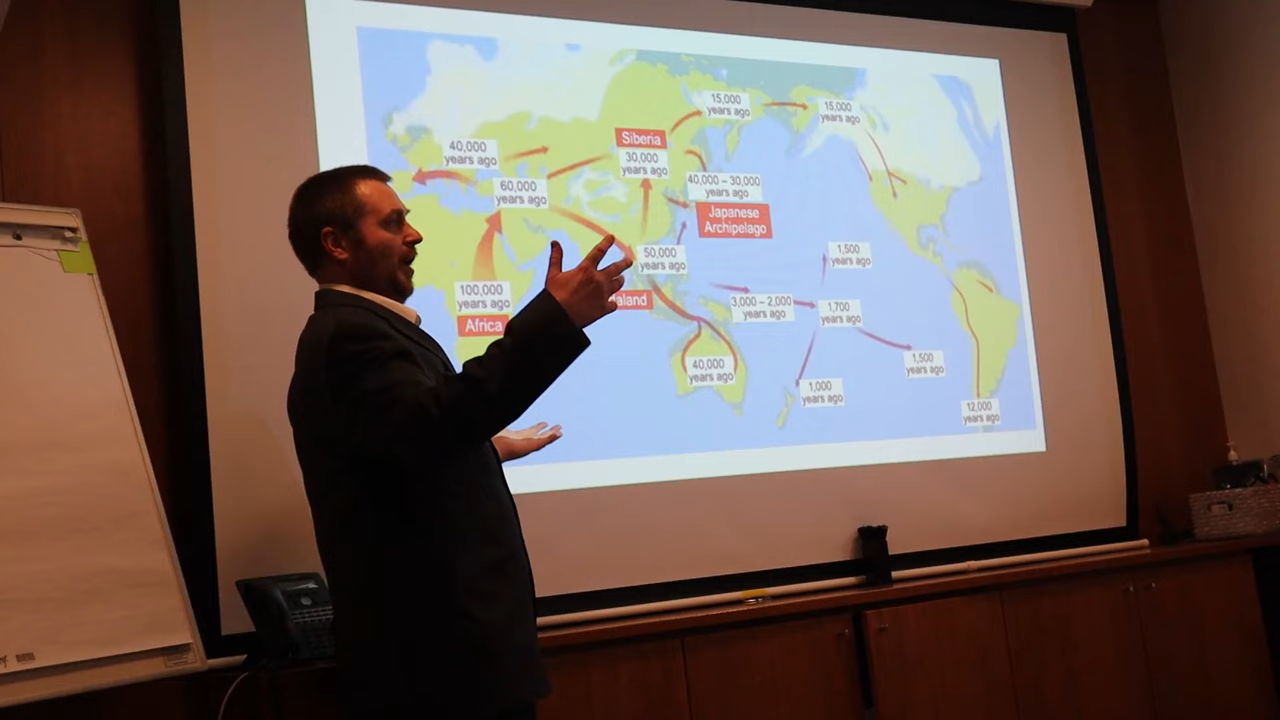 15,000
years ago
15,000
years ago
40,000
years ago
Siberia
30,000
years ago
60,000
years ago
40,000 – 30,000
years ago
Japanese
Archipelago
50,000
years ago
1,500
years ago
100,000
years ago
Africa
aland
3,000 – 2,000
years ago
1,700
years ago
40,000
years ago
1,500
years ago
1,000
years ago
12,000
years ago